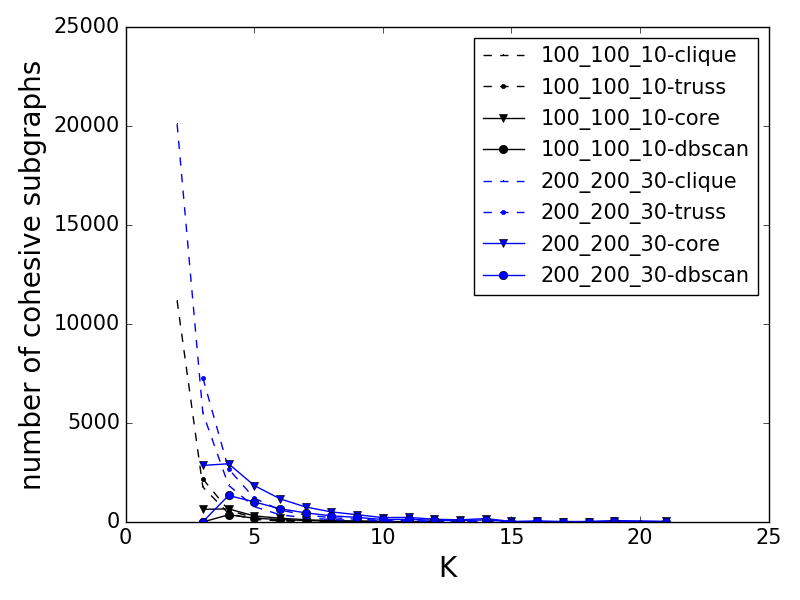 25000
20000
15000
10000
5000
0
number of cohesive subgraphs
100_100_10-clique
100_100_10-truss
100_100_10-core
100_100_10-dbscan
200_200_30-clique
200_200_30-truss
200_200_30-core
200_200_30-dbscan
0 5 10 15 20 25
K